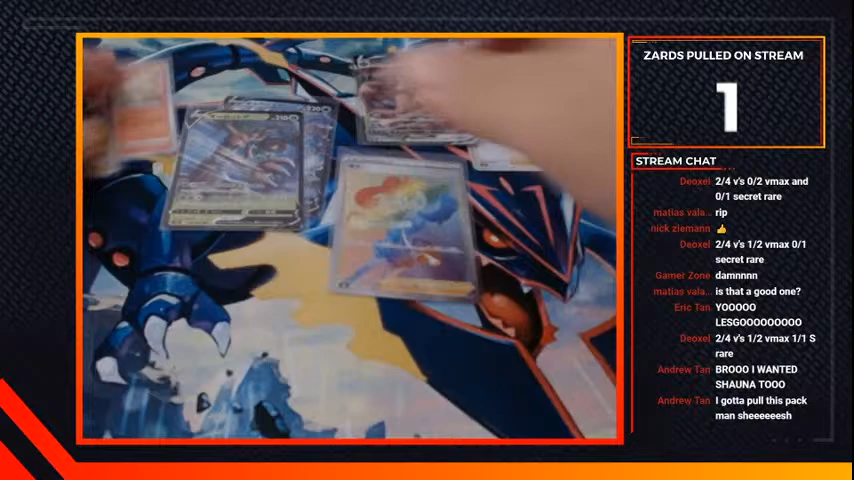 ZARDS PULLED ON STREAM
1
STREAM CHAT
Deoxel 2/4 v's 0/2 vmax and
0/1 secret rare
matias vala... rip
nick ziemann 👍
Deoxel 2/4 v's 1/2 vmax 0/1
secret rare
Gamer Zone damnnnn
matias vala... is that a good one?
Eric Tan YOOOOO
LESGOOOOOOOOO
Deoxel 2/4 v's 1/2 vmax 1/1 S
rare
Andrew Tan BROOO I WANTED
SHAUNA TOOO
Andrew Tan I gotta pull this pack
man sheeeeeesh